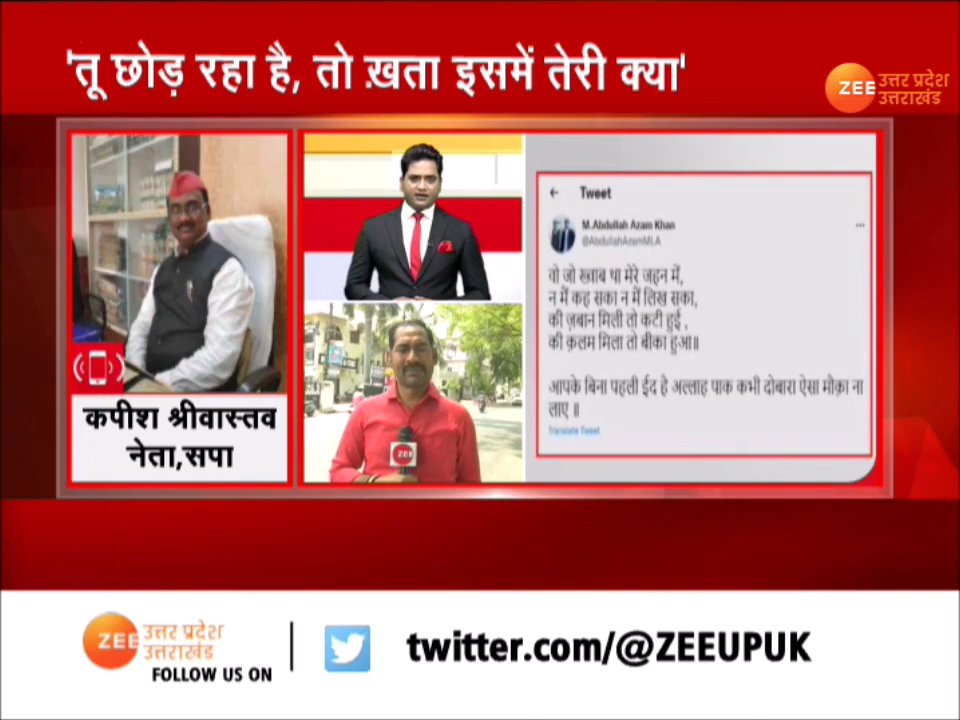 'तू छोड़ रहा है, तो ख़ता इसमें तेरी क्या'
ZEE उत्तर प्रदेश
उत्तराखंड
कपीश श्रीवास्तव
नेता,सपा
ZEE
← Tweet
M.Abdullah Azam Khan
@AbdullahAzamMLA
वो जो ख्वाब था मेरे जहन में,
न मैं कह सका न मैं लिख सका,
की ज़बान मिली तो कटी हुई ,
की क़लम मिला तो बीका हुआ॥
आपके बिना पहली ईद है अल्लाह पाक कभी दोबारा ऐसा मौक़ा ना
लाए ॥
Translate Tweet
ZEE उत्तर प्रदेश
उत्तराखंड
FOLLOW US ON
twitter.com/@ZEEUPUK